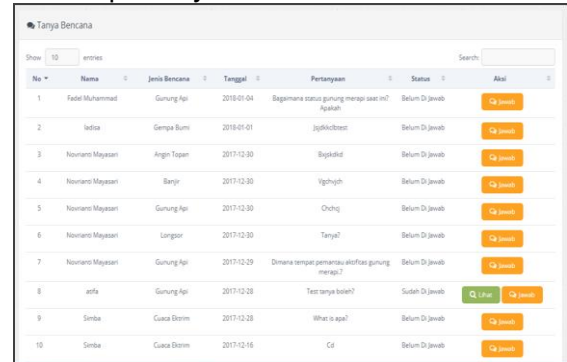 Tanya Bencana
Show 10 entries Search:
No Nama Jenis Bencana Tanggal Pertanyaan Status Aksi
1 Fadel Muhammad Gunung Api 2018-01-04 Bagaimana status gunung merapi saat ini? Belum Di Jawab Jawab
Apakah
2 ladisa Gempa Bumi 2018-01-01 Belum Di Jawab Jawab
3 Novrianti Mayasari Angin Topan 2017-12-30 Bvjskdkd Belum Di Jawab Jawab
4 Novrianti Mayasari Banjir 2017-12-30 Vgchvjch Belum Di Jawab Jawab
5 Novrianti Mayasari Gunung Api 2017-12-30 Chchcj Belum Di Jawab Jawab
6 Novrianti Mayasari Longsor 2017-12-30 Tanya? Belum Di Jawab Jawab
7 Novrianti Mayasari Gunung Api 2017-12-29 Dimana tempat pemantau aktifitas gunung Belum Di Jawab Jawab
merapi.?
8 atifa Gunung Api 2017-12-28 Test tanya boleh? Sudah Di Jawab Lihat Jawab
9 Simba Cuaca Ekstrim 2017-12-28 What is apa? Belum Di Jawab Jawab
10 Simba Cuaca Ekstrim 2017-12-16 Cd Belum Di Jawab Jawab